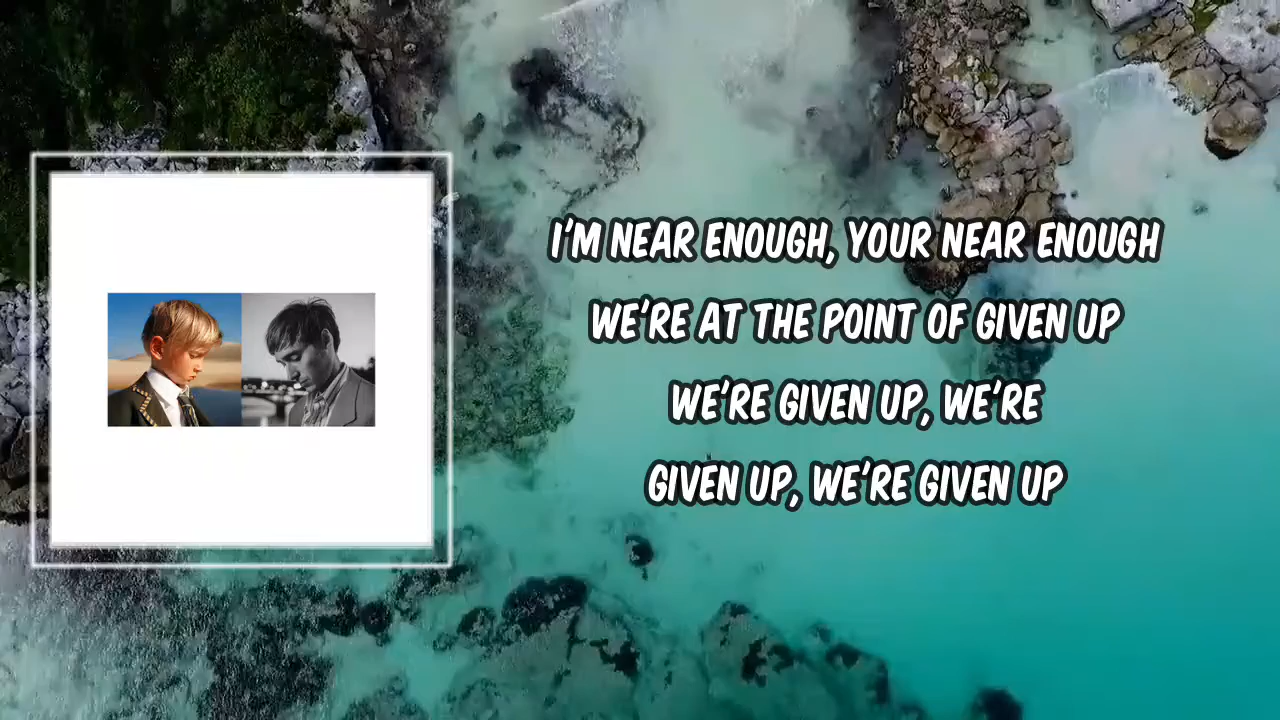 I'M NEAR ENOUGH, YOUR NEAR ENOUGH
WE'RE AT THE POINT OF GIVEN UP
WE'RE GIVEN UP, WE'RE
GIVEN UP, WE'RE GIVEN UP